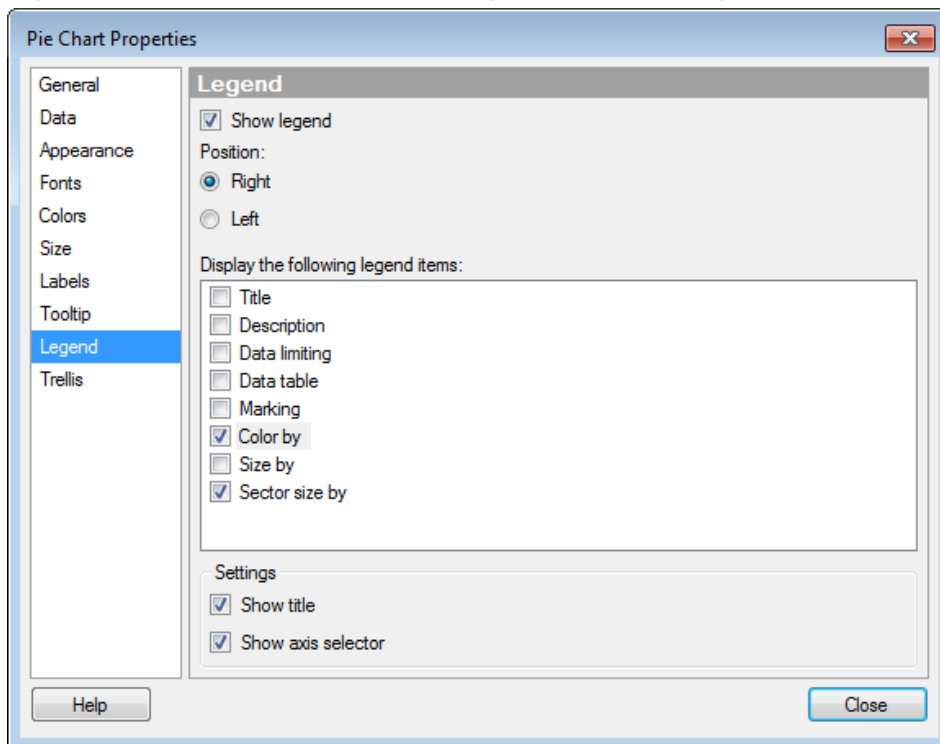 Pie Chart Properties
General
Data
Appearance
Fonts
Colors
Size
Labels
Tooltip
Legend
Trellis
Legend
Show legend
Position:
Right
Left
Display the following legend items:
Title
Description
Data limiting
Data table
Marking
Color by
Size by
Sector size by
Settings
Show title
Show axis selector
Help
Close